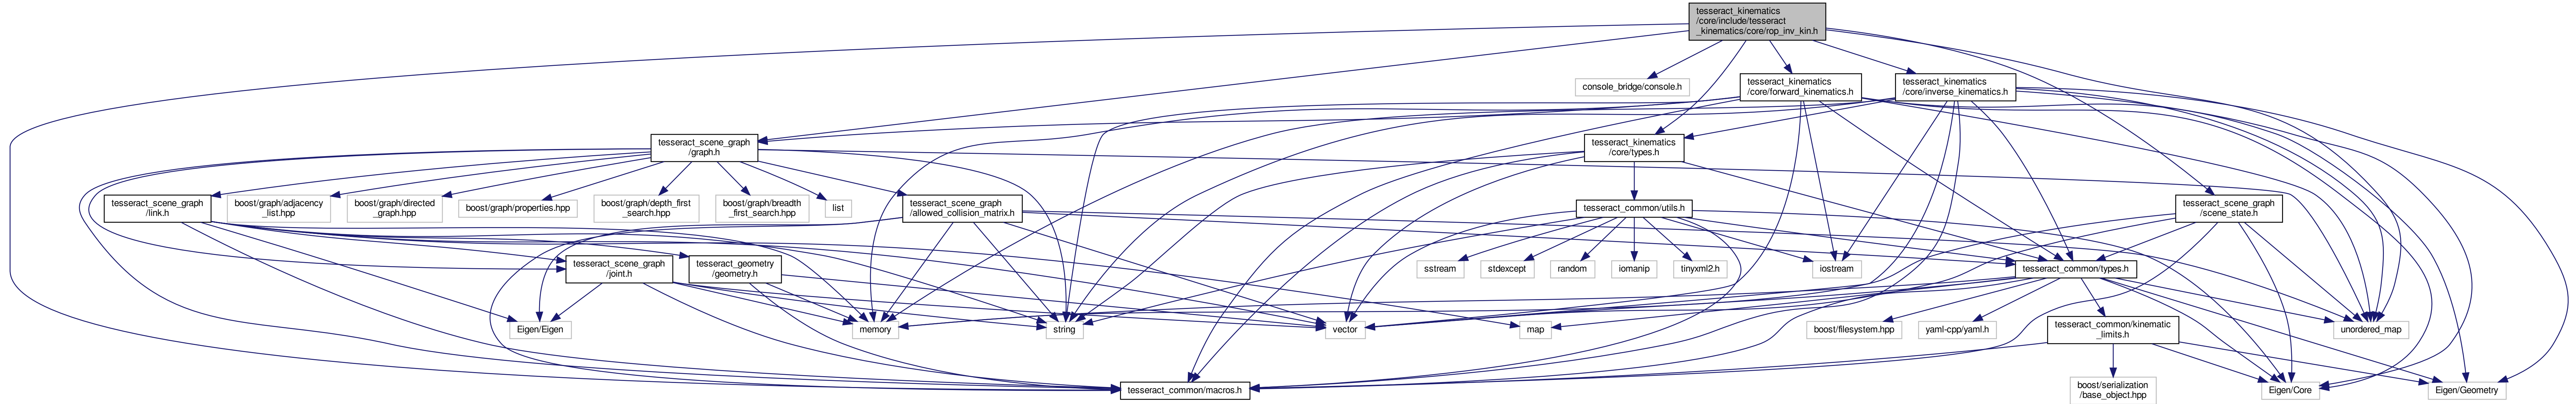 tesseract_kinematics
/core/include/tesseract
_kinematics/core/rop_inv_kin.h
console_bridge/console.h
tesseract_kinematics
/core/forward_kinematics.h
tesseract_kinematics
/core/inverse_kinematics.h
tesseract_scene_graph
/graph.h
tesseract_kinematics
/core/types.h
tesseract_scene_graph
/link.h
boost/graph/adjacency
_list.hpp
boost/graph/directed
_graph.hpp
boost/graph/properties.hpp
boost/graph/depth_first
_search.hpp
boost/graph/breadth
_first_search.hpp
list
tesseract_scene_graph
/allowed_collision_matrix.h
tesseract_common/utils.h
tesseract_scene_graph
/scene_state.h
tesseract_scene_graph
/joint.h
tesseract_geometry
/geometry.h
sstream
stdexcept
random
iomanip
tinyxml2.h
iostream
tesseract_common/types.h
Eigen/Eigen
memory
string
vector
map
boost/filesystem.hpp
yaml-cpp/yaml.h
tesseract_common/kinematic
_limits.h
unordered_map
tesseract_common/macros.h
boost/serialization
/base_object.hpp
Eigen/Core
Eigen/Geometry